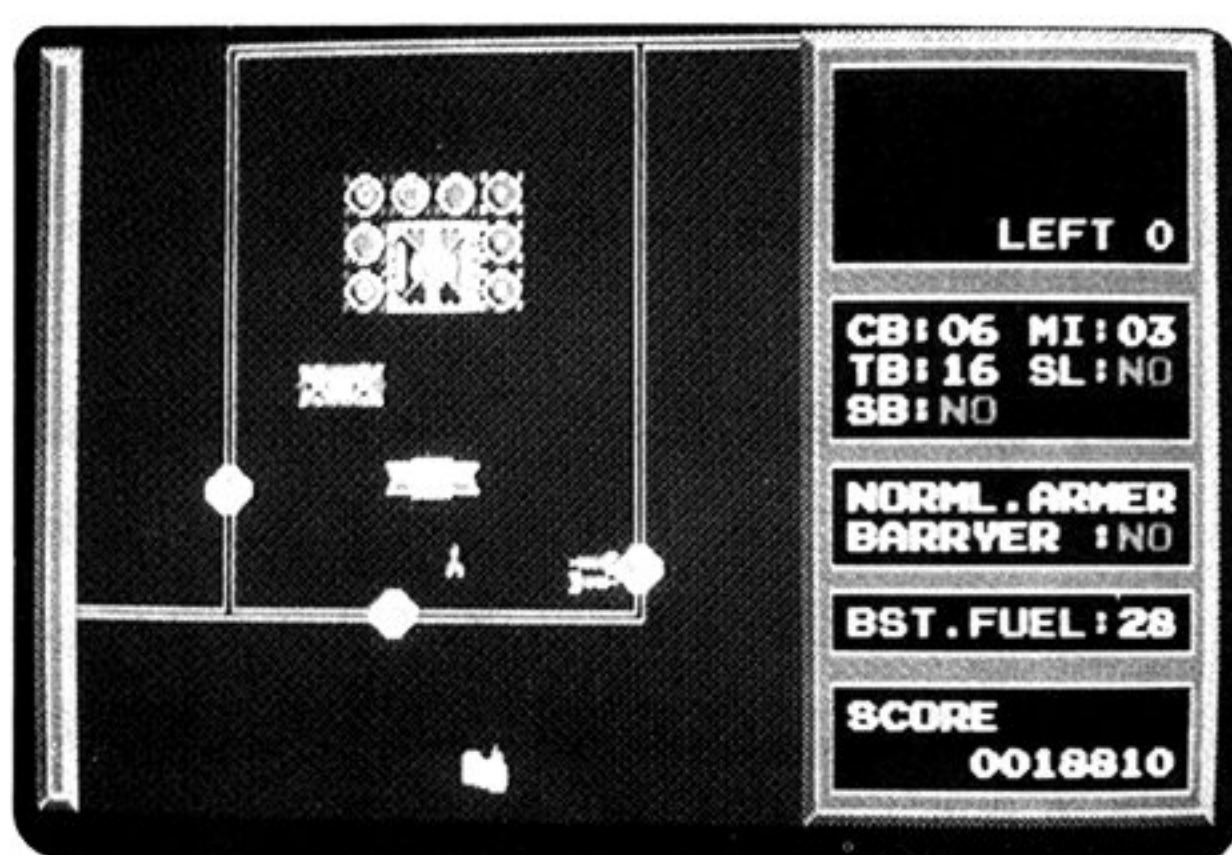 LEFT 0
CB:06 MI:03
TB:16 SL:NO
SB:NO
NORML.ARMER
BARRYER :NO
BST.FUEL:28
SCORE
0018810